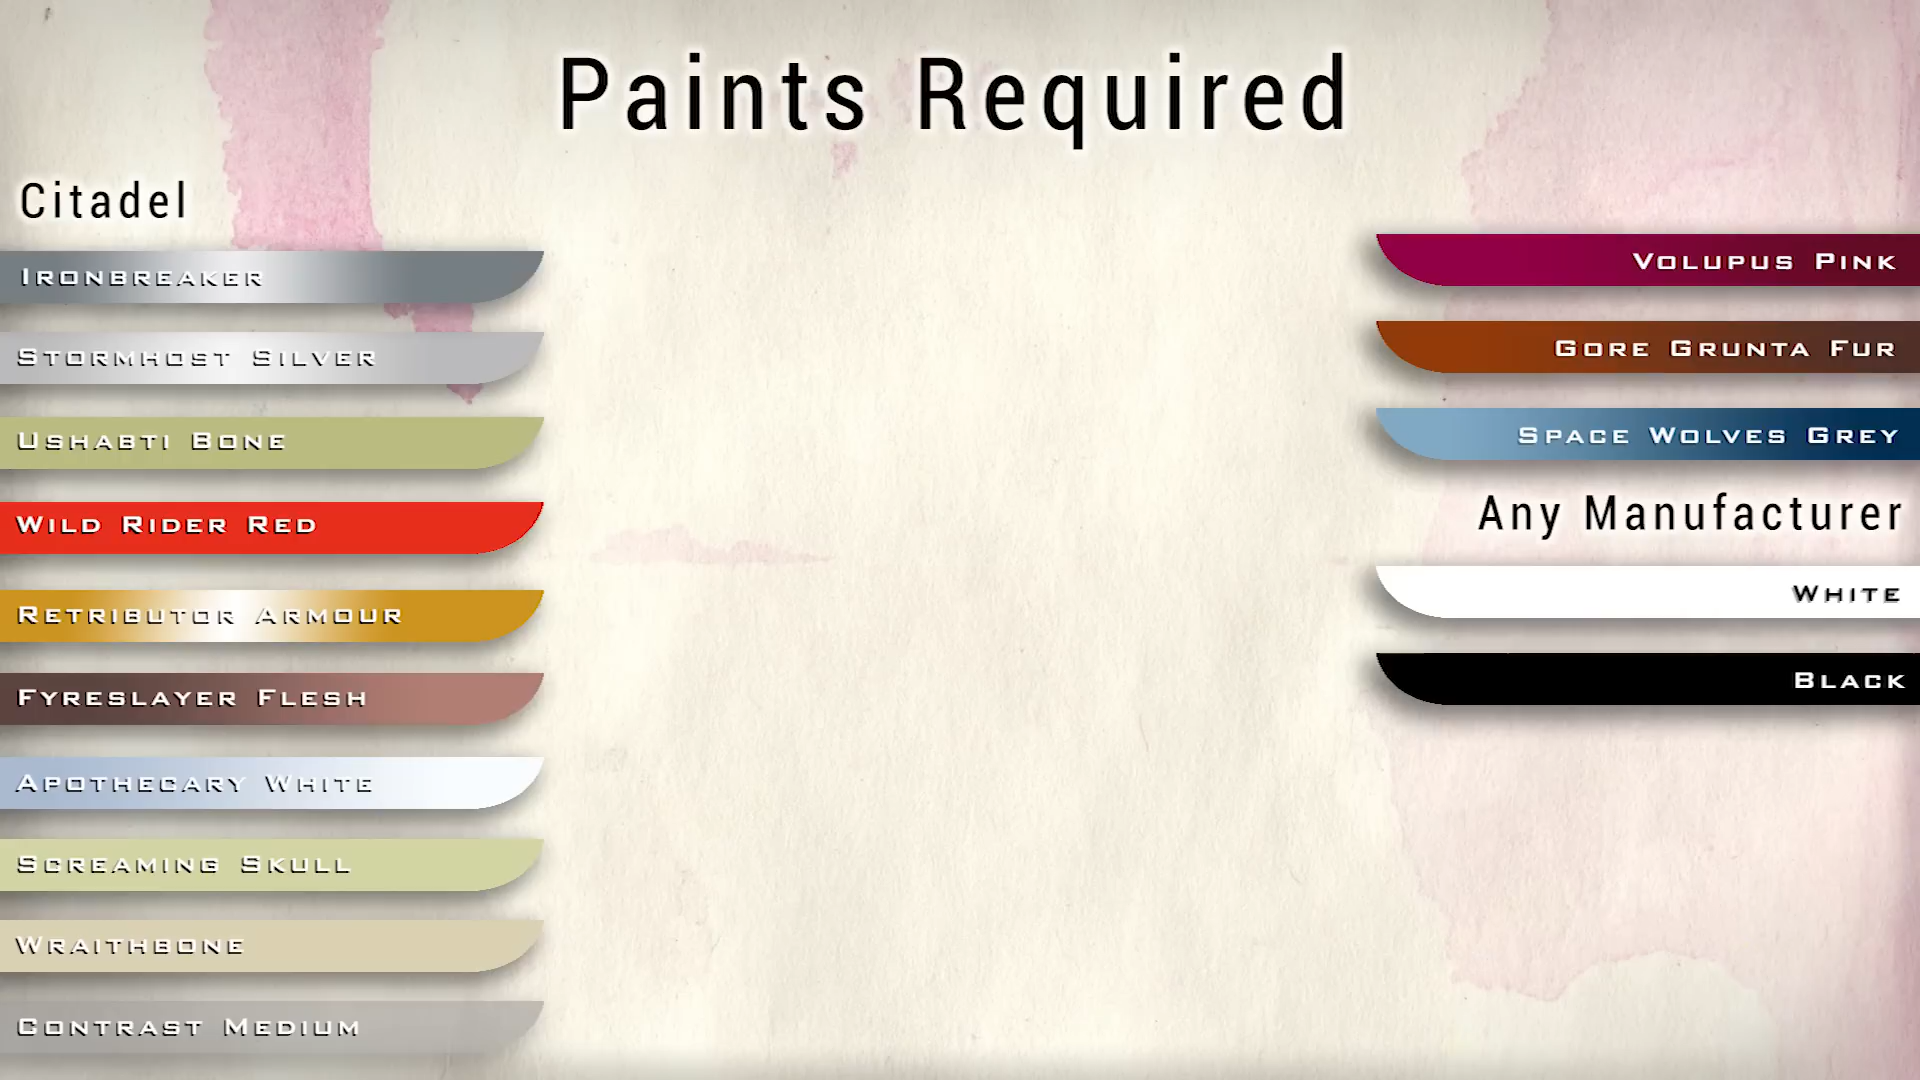 Paints Required
Citadel
Ironbreaker
Stormhost Silver
Ushabti Bone
Wild Rider Red
Retributor Armour
Fyreslayer Flesh
Apothecary White
Screaming Skull
Wraithbone
Contrast Medium
Volupus Pink
Gore Grunta Fur
Space Wolves Grey
Any Manufacturer
White
Black